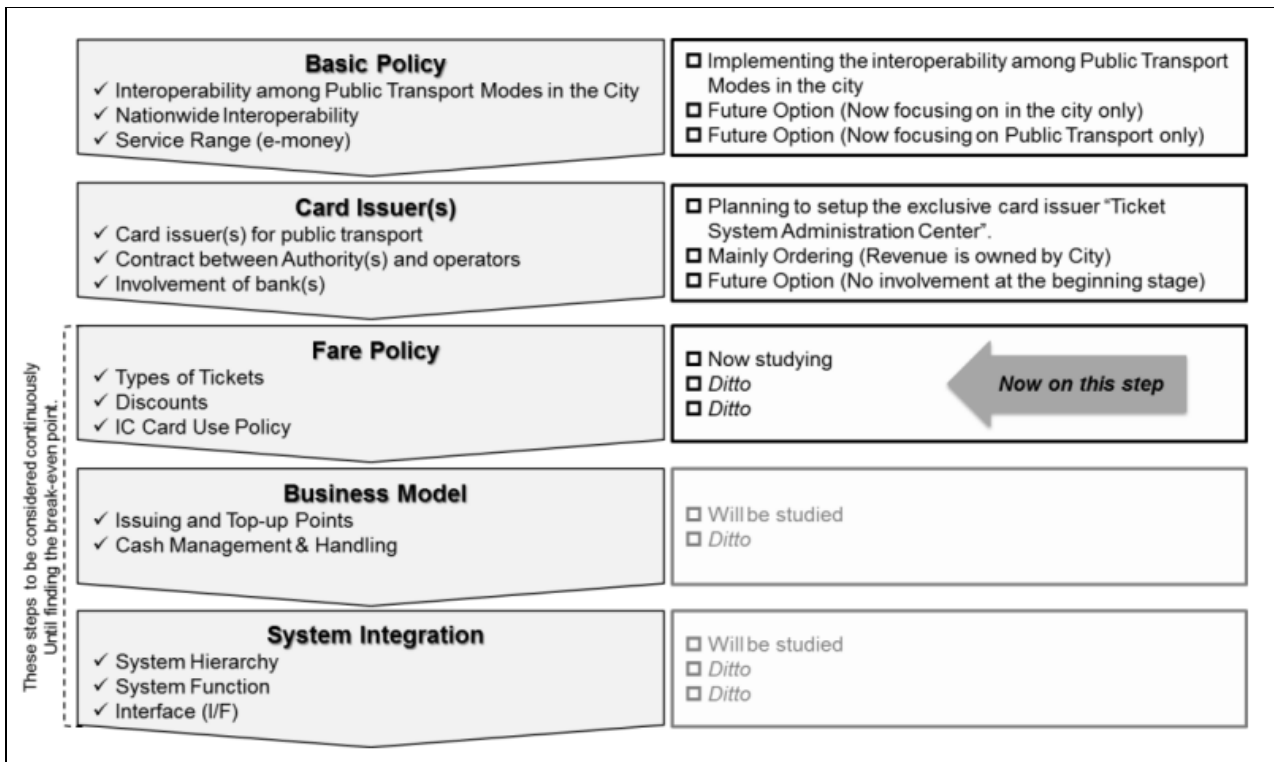 Basic Policy
✓ Interoperability among Public Transport Modes in the City
✓ Nationwide Interoperability
✓ Service Range (e-money)
☐ Implementing the interoperability among Public Transport
Modes in the city
☐ Future Option (Now focusing on in the city only)
☐ Future Option (Now focusing on Public Transport only)
Card Issuer(s)
✓ Card issuer(s) for public transport
✓ Contract between Authority(s) and operators
✓ Involvement of bank(s)
☐ Planning to setup the exclusive card issuer “Ticket
System Administration Center”.
☐ Mainly Ordering (Revenue is owned by City)
☐ Future Option (No involvement at the beginning stage)
These steps to be considered continuously
Until finding the break-even point.
Fare Policy
✓ Types of Tickets
✓ Discounts
✓ IC Card Use Policy
☐ Now studying
☐ Ditto
☐ Ditto
Now on this step
Business Model
✓ Issuing and Top-up Points
✓ Cash Management & Handling
☐ Will be studied
☐ Ditto
System Integration
✓ System Hierarchy
✓ System Function
✓ Interface (I/F)
☐ Will be studied
☐ Ditto
☐ Ditto